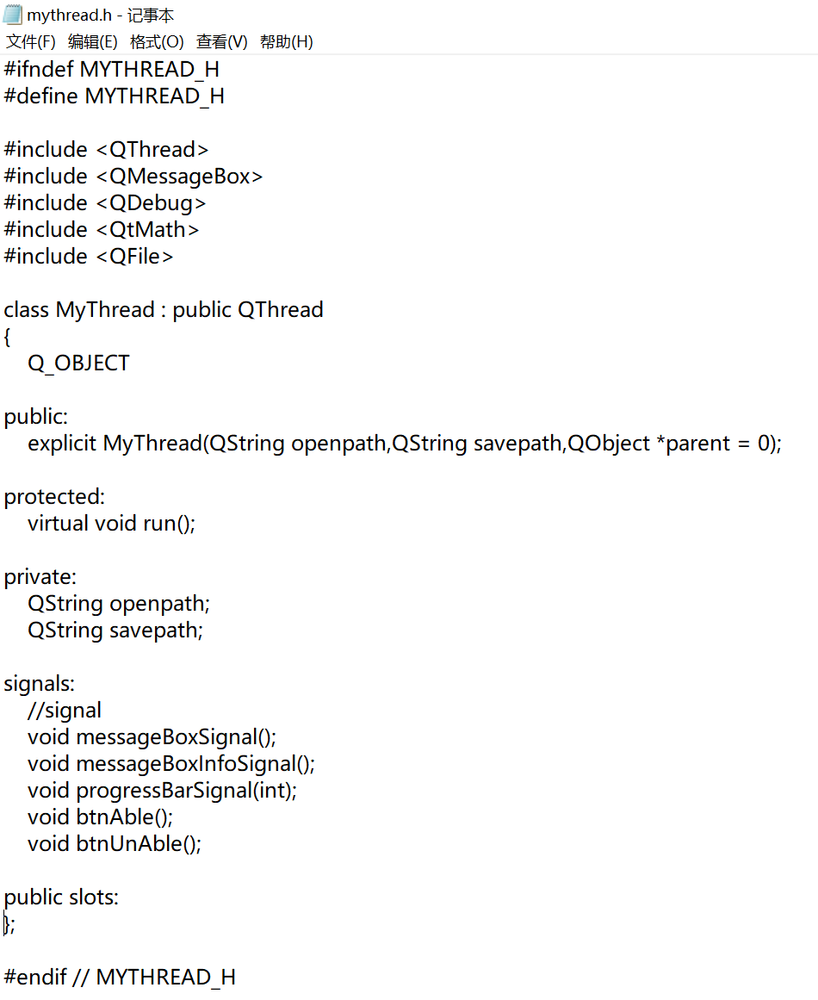 mythread.h - 记事本
文件(F) 编辑(E) 格式(O) 查看(V) 帮助(H)
#ifndef MYTHREAD_H
#define MYTHREAD_H
#include <QThread>
#include <QMessageBox>
#include <QDebug>
#include <QtMath>
#include <QFile>
class MyThread : public QThread
{
Q_OBJECT
public:
explicit MyThread(QString openpath,QString savepath,QObject *parent = 0);
protected:
virtual void run();
private:
QString openpath;
QString savepath;
signals:
//signal
void messageBoxSignal();
void messageBoxInfoSignal();
void progressBarSignal(int);
void btnAble();
void btnUnAble();
public slots:
};
#endif // MYTHREAD_H